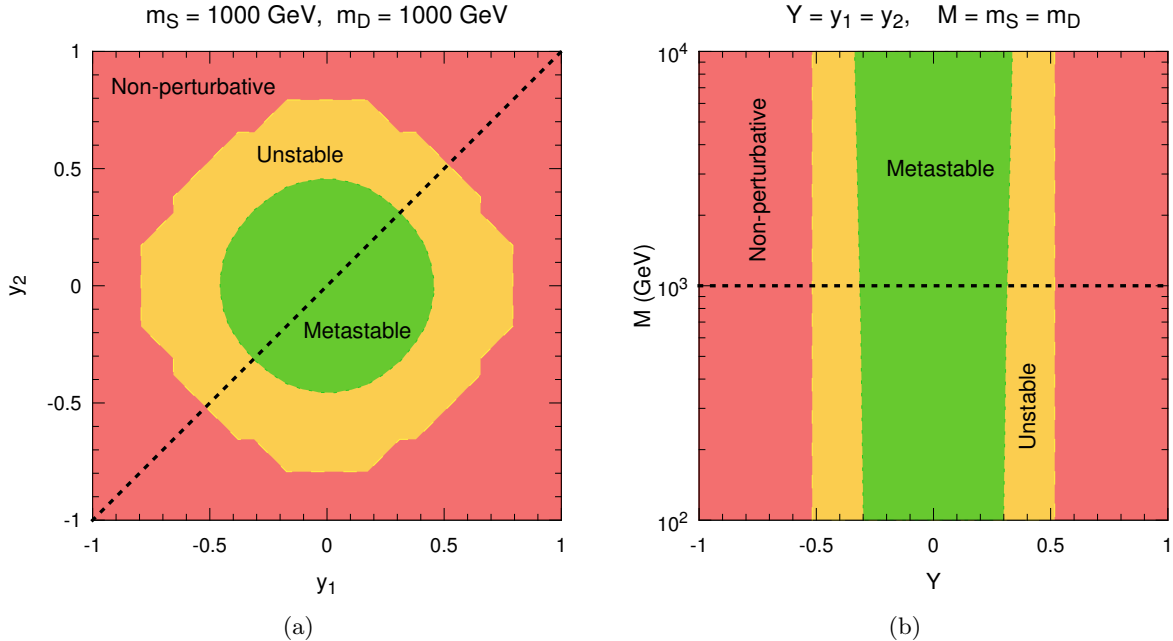 m_S = 1000 GeV, m_D = 1000 GeV
1
0.5
0
-0.5
-1
y_2
Non-perturbative
Unstable
Metastable
-1
-0.5
0
0.5
1
y_1
(a)
Y = y_1 = y_2, M = m_S = m_D
10^4
10^3
10^2
M (GeV)
Non-perturbative
Metastable
Unstable
-1
-0.5
0
0.5
1
Y
(b)